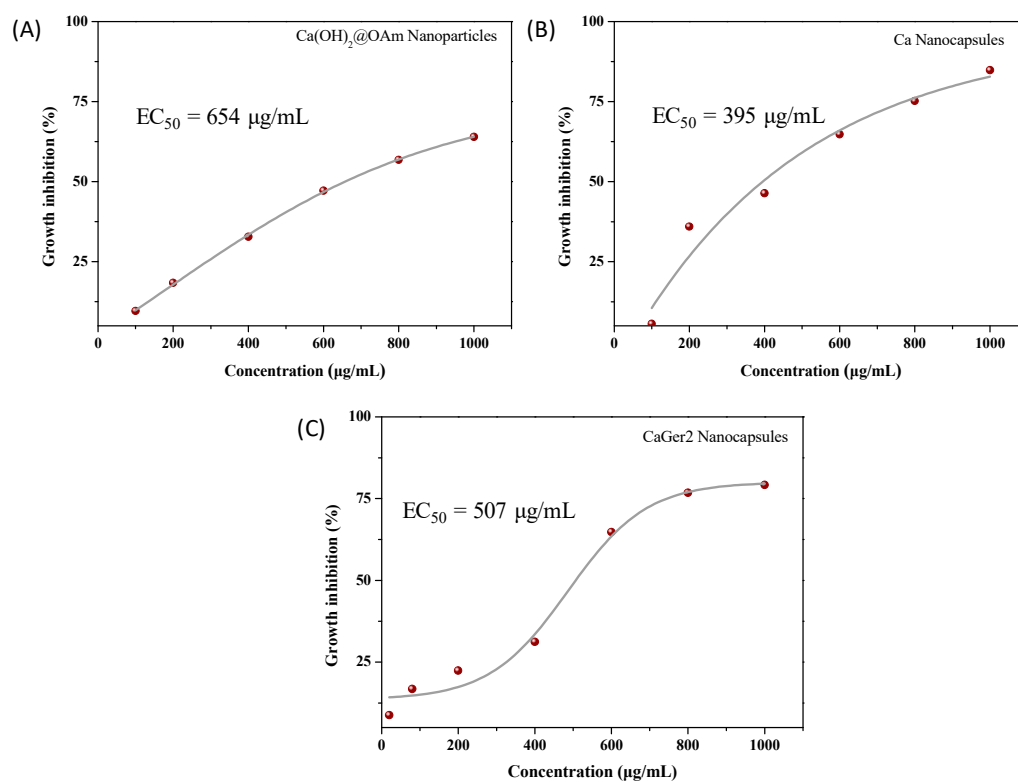 (A)
Ca(OH)2@OAm Nanoparticles
EC50 = 654 µg/mL
Growth inhibition (%)
100
75
50
25
0 200 400 600 800 1000
Concentration (µg/mL)
(B)
Ca Nanocapsules
EC50 = 395 µg/mL
Growth inhibition (%)
100
75
50
25
0 200 400 600 800 1000
Concentration (µg/mL)
(C)
CaGer2 Nanocapsules
EC50 = 507 µg/mL
Growth inhibition (%)
100
75
50
25
0 200 400 600 800 1000
Concentration (µg/mL)